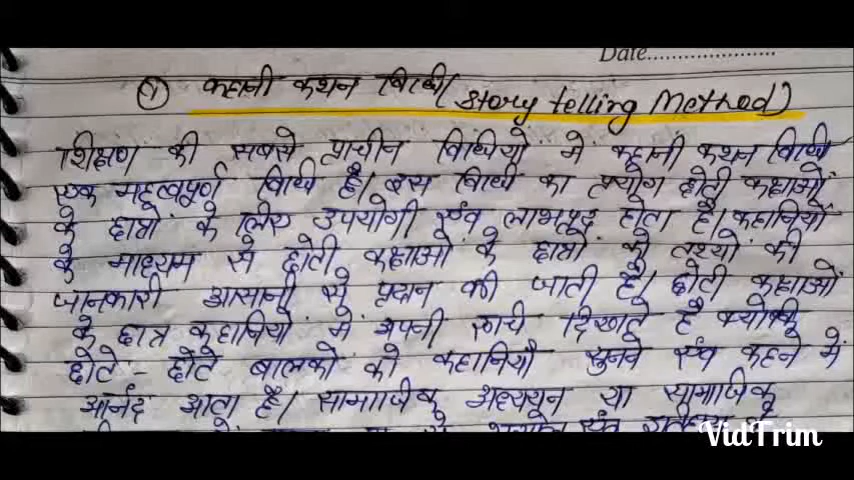 Date....................
① कहानी कथन विधि (Story telling Method)
शिक्षण की सबसे प्राचीन विधियों में कहानी कथन विधि
एक महत्वपूर्ण विधि है। इस विधि का प्रयोग छोटी कक्षाओं
के छात्रों के लिए उपयोगी एंव लाभप्रद होता है। कहानियों
के माध्यम से छोटी कक्षाओं के छात्रों को तथ्यों की
जानकारी आसानी से प्रदान की जाती है। छोटी कक्षाओं
के छात्र कहानियों में अपनी रूचि दिखाते है क्योंकि
छोटे - छोटे बालकों को कहानियाँ सुनने एंव कहने में
आनंद आता है। सामाजिक अध्ययन या सामाजिक
VidTrim